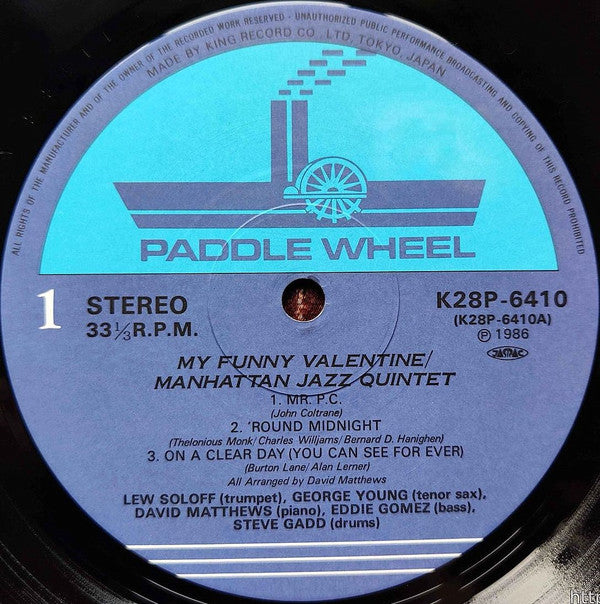 ALL RIGHTS OF THE MANUFACTURER AND OF THE OWNER OF THE RECORDED WORK RESERVED · UNAUTHORIZED PUBLIC PERFORMANCE BROADCASTING AND COPYING OF THIS RECORD PROHIBITED
MADE BY KING RECORD CO., LTD, TOKYO, JAPAN
PADDLE WHEEL
1 STEREO
33⅓ R.P.M.
K28P-6410
(K28P-6410A)
Ⓟ 1986
JASRAC
MY FUNNY VALENTINE/
MANHATTAN JAZZ QUINTET
1. MR. P.C.
(John Coltrane)
2. 'ROUND MIDNIGHT
(Thelonious Monk/Charles Williams/Bernard D. Hanighen)
3. ON A CLEAR DAY (YOU CAN SEE FOR EVER)
(Burton Lane/Alan Lerner)
All Arranged by David Matthews
LEW SOLOFF (trumpet), GEORGE YOUNG (tenor sax),
DAVID MATTHEWS (piano), EDDIE GOMEZ (bass),
STEVE GADD (drums)